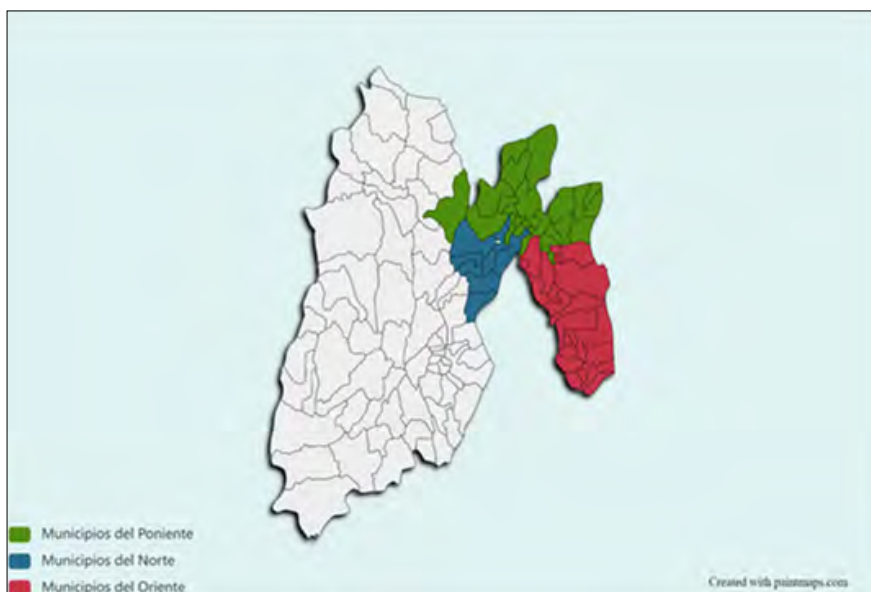 Municipios del Poniente
Municipios del Norte
Municipios del Oriente
Created with paintmaps.com